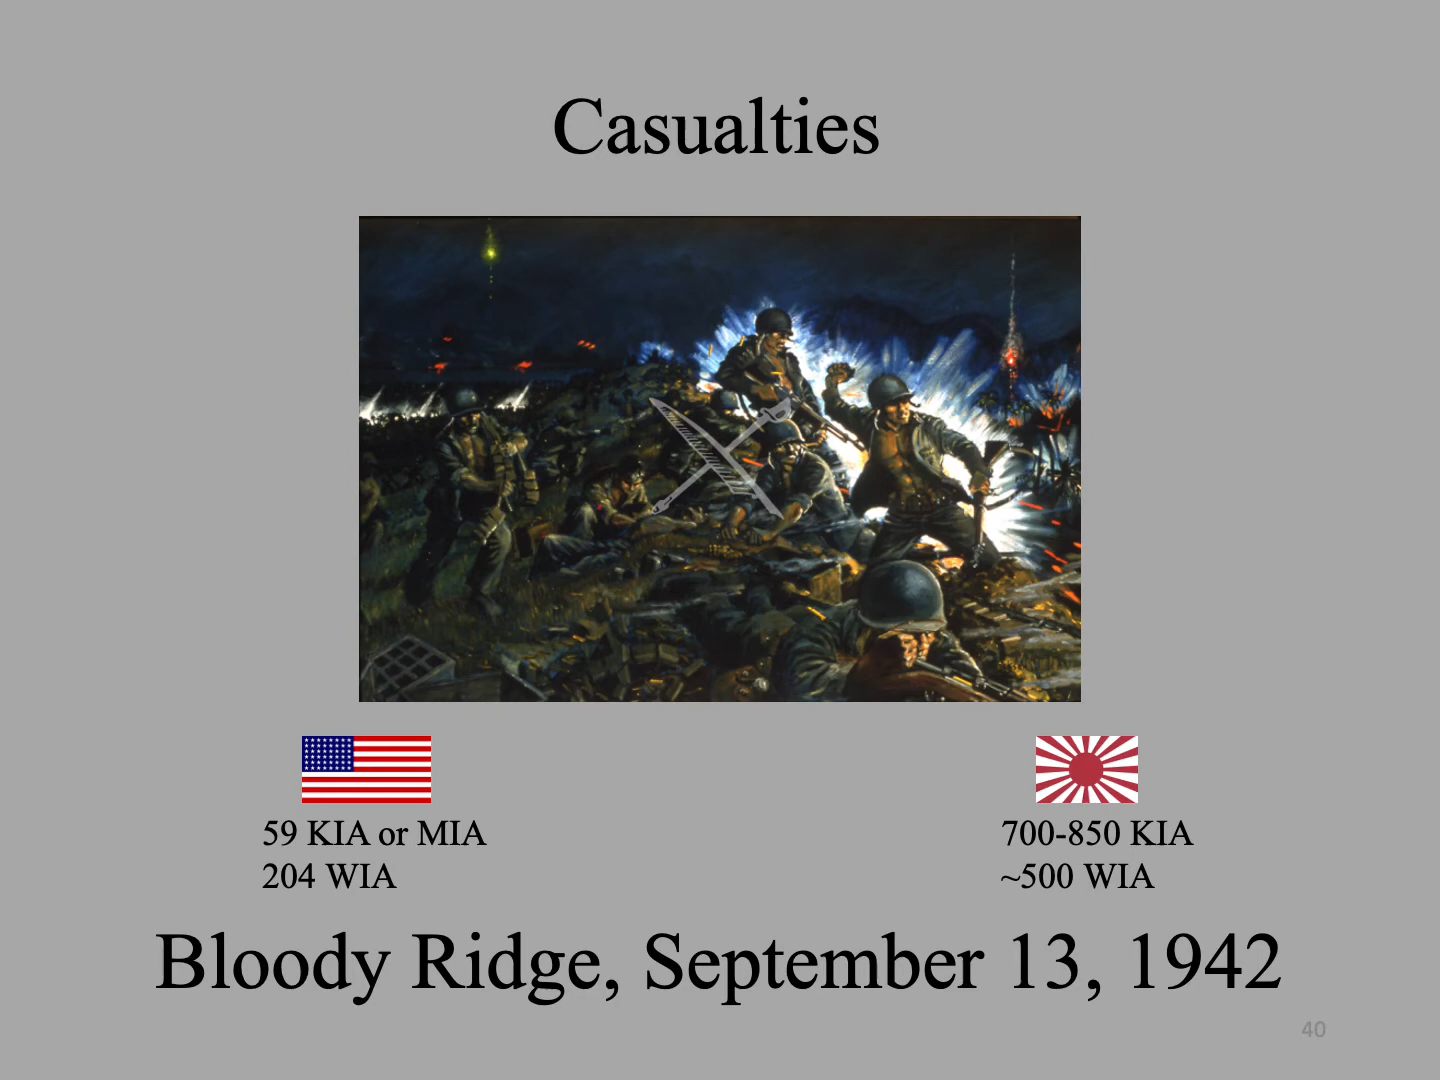 Casualties
59 KIA or MIA
204 WIA
700-850 KIA
~500 WIA
Bloody Ridge, September 13, 1942
40